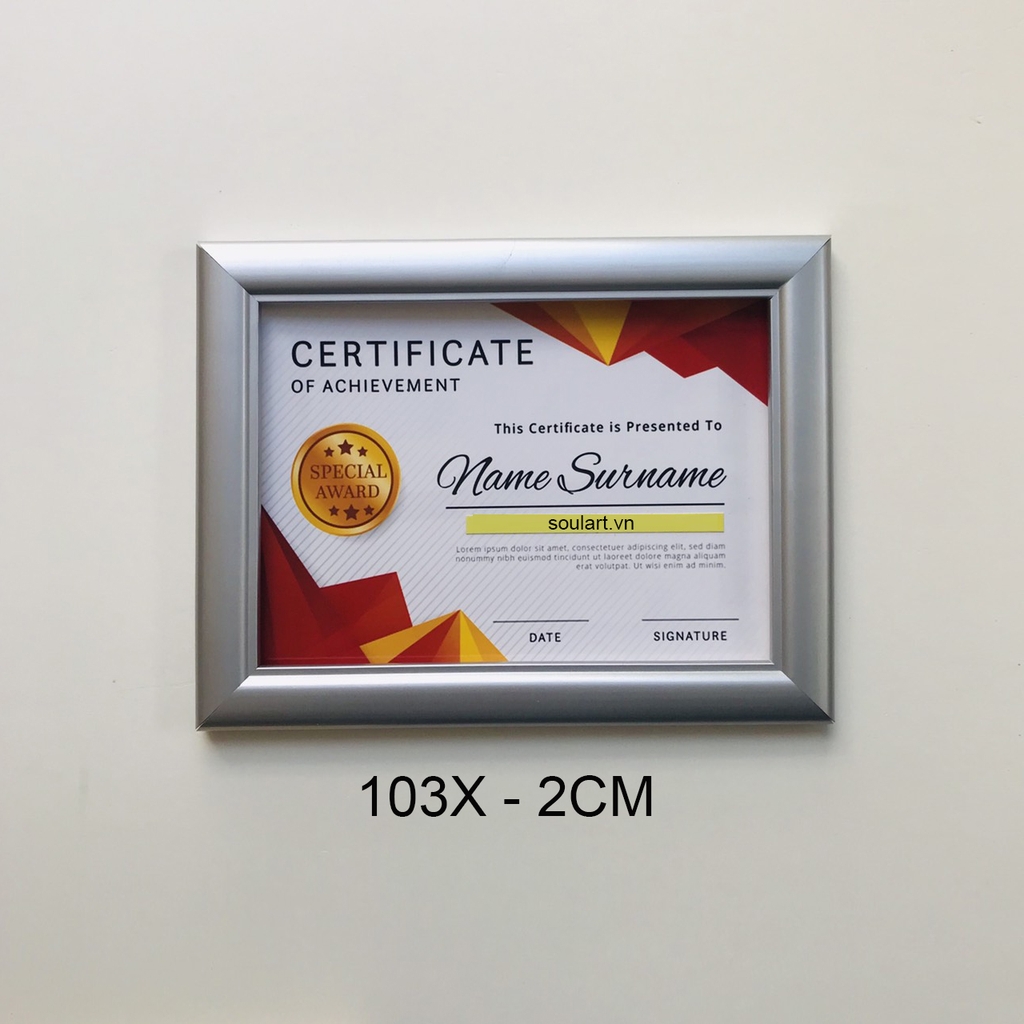 CERTIFICATE
OF ACHIEVEMENT
This Certificate is Presented To
SPECIAL
AWARD
Name Surname
soulart.vn
Lorem ipsum dolor sit amet, consectetuer adipiscing elit, sed diam
nonummy nibh euismod tincidunt ut laoreet dolore magna aliquam
erat volutpat. Ut wisi enim ad minim.
DATE
SIGNATURE
103X - 2CM